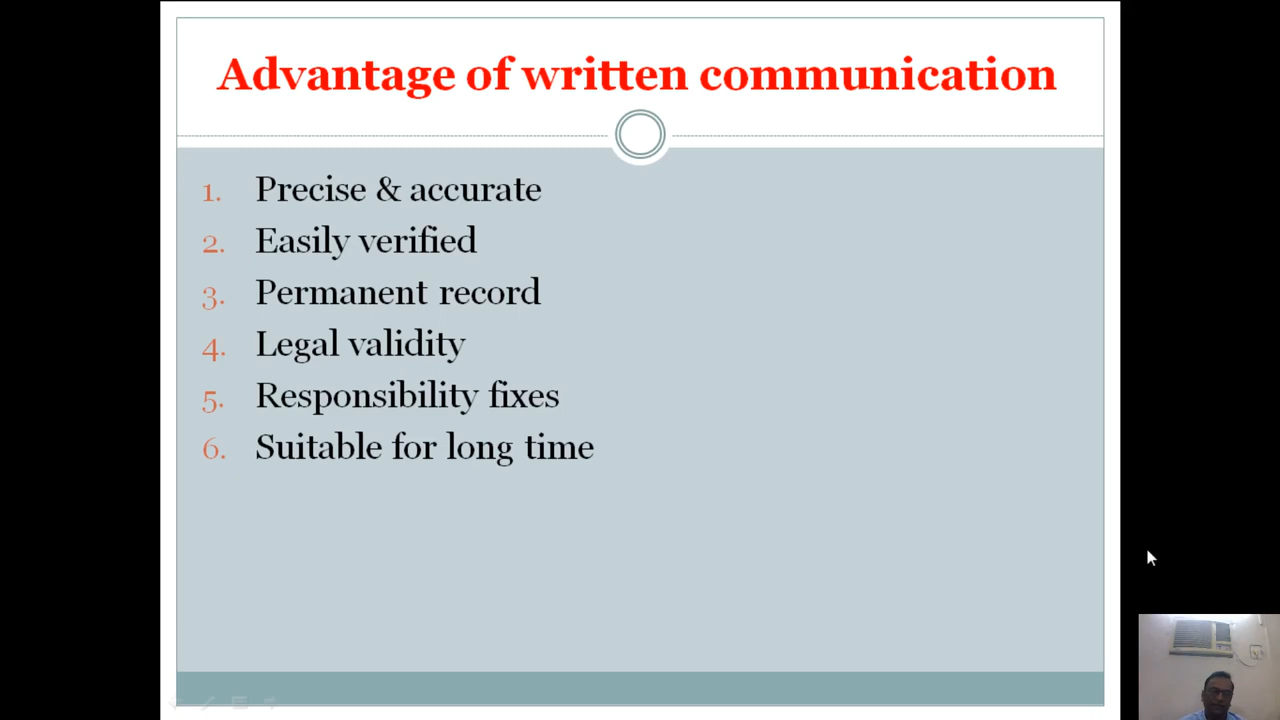 Advantage of written communication
1. Precise & accurate
2. Easily verified
3. Permanent record
4. Legal validity
5. Responsibility fixes
6. Suitable for long time